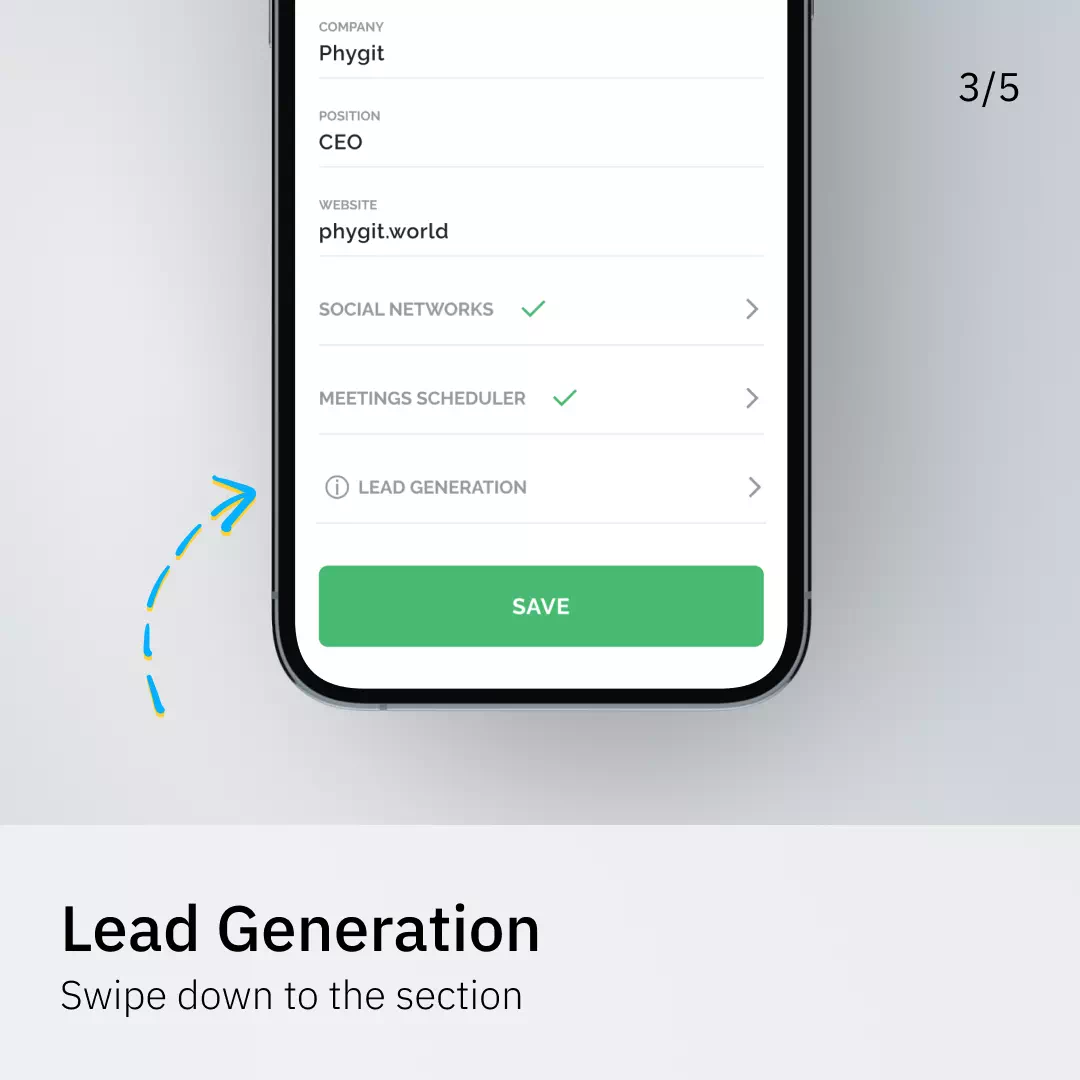 COMPANY
Phygit
3/5
POSITION
CEO
WEBSITE
phygit.world
SOCIAL NETWORKS
MEETINGS SCHEDULER
LEAD GENERATION
SAVE
Lead Generation
Swipe down to the section